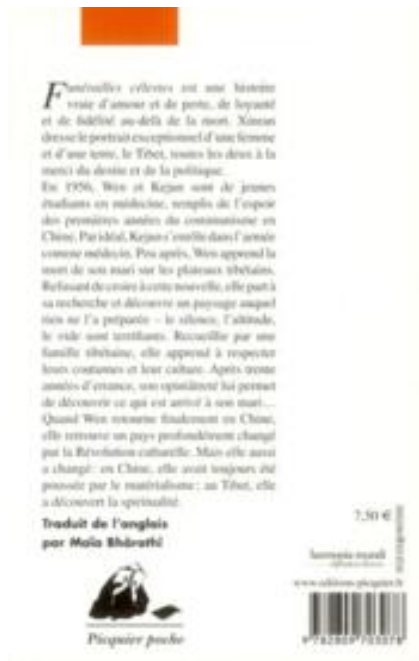 Funérailles célestes est une histoire
vraie d'amour et de perte, de loyauté
et de fidélité au-delà de la mort. Xinran
dresse le portrait exceptionnel d'une femme
et d'une terre, le Tibet, toutes les deux à la
merci du destin et de la politique.
En 1956, Wen et Kejun sont de jeunes
étudiants en médecine, remplis de l'espoir
des premières années du communisme en
Chine. Par idéal, Kejun s'enrôle dans l'armée
comme médecin. Peu après, Wen apprend la
mort de son mari sur les plateaux tibétains.
Refusant de croire à cette nouvelle, elle part à
sa recherche et découvre un paysage auquel
rien ne l'a préparée – le silence, l'altitude,
le vide sont terrifiants. Recueillie par une
famille tibétaine, elle apprend à respecter
leurs coutumes et leur culture. Après trente
années d'errance, son opiniâtreté lui permet
de découvrir ce qui est arrivé à son mari…
Quand Wen retourne finalement en Chine,
elle retrouve un pays profondément changé
par la Révolution culturelle. Mais elle aussi
a changé : en Chine, elle avait toujours été
poussée par le matérialisme ; au Tibet, elle
a découvert la spiritualité.
Traduit de l'anglais
par Maïa Bhârathî
Picquier poche
7,50 €
harmonia mundi
www.editions-picquier.fr
9 782809 703078